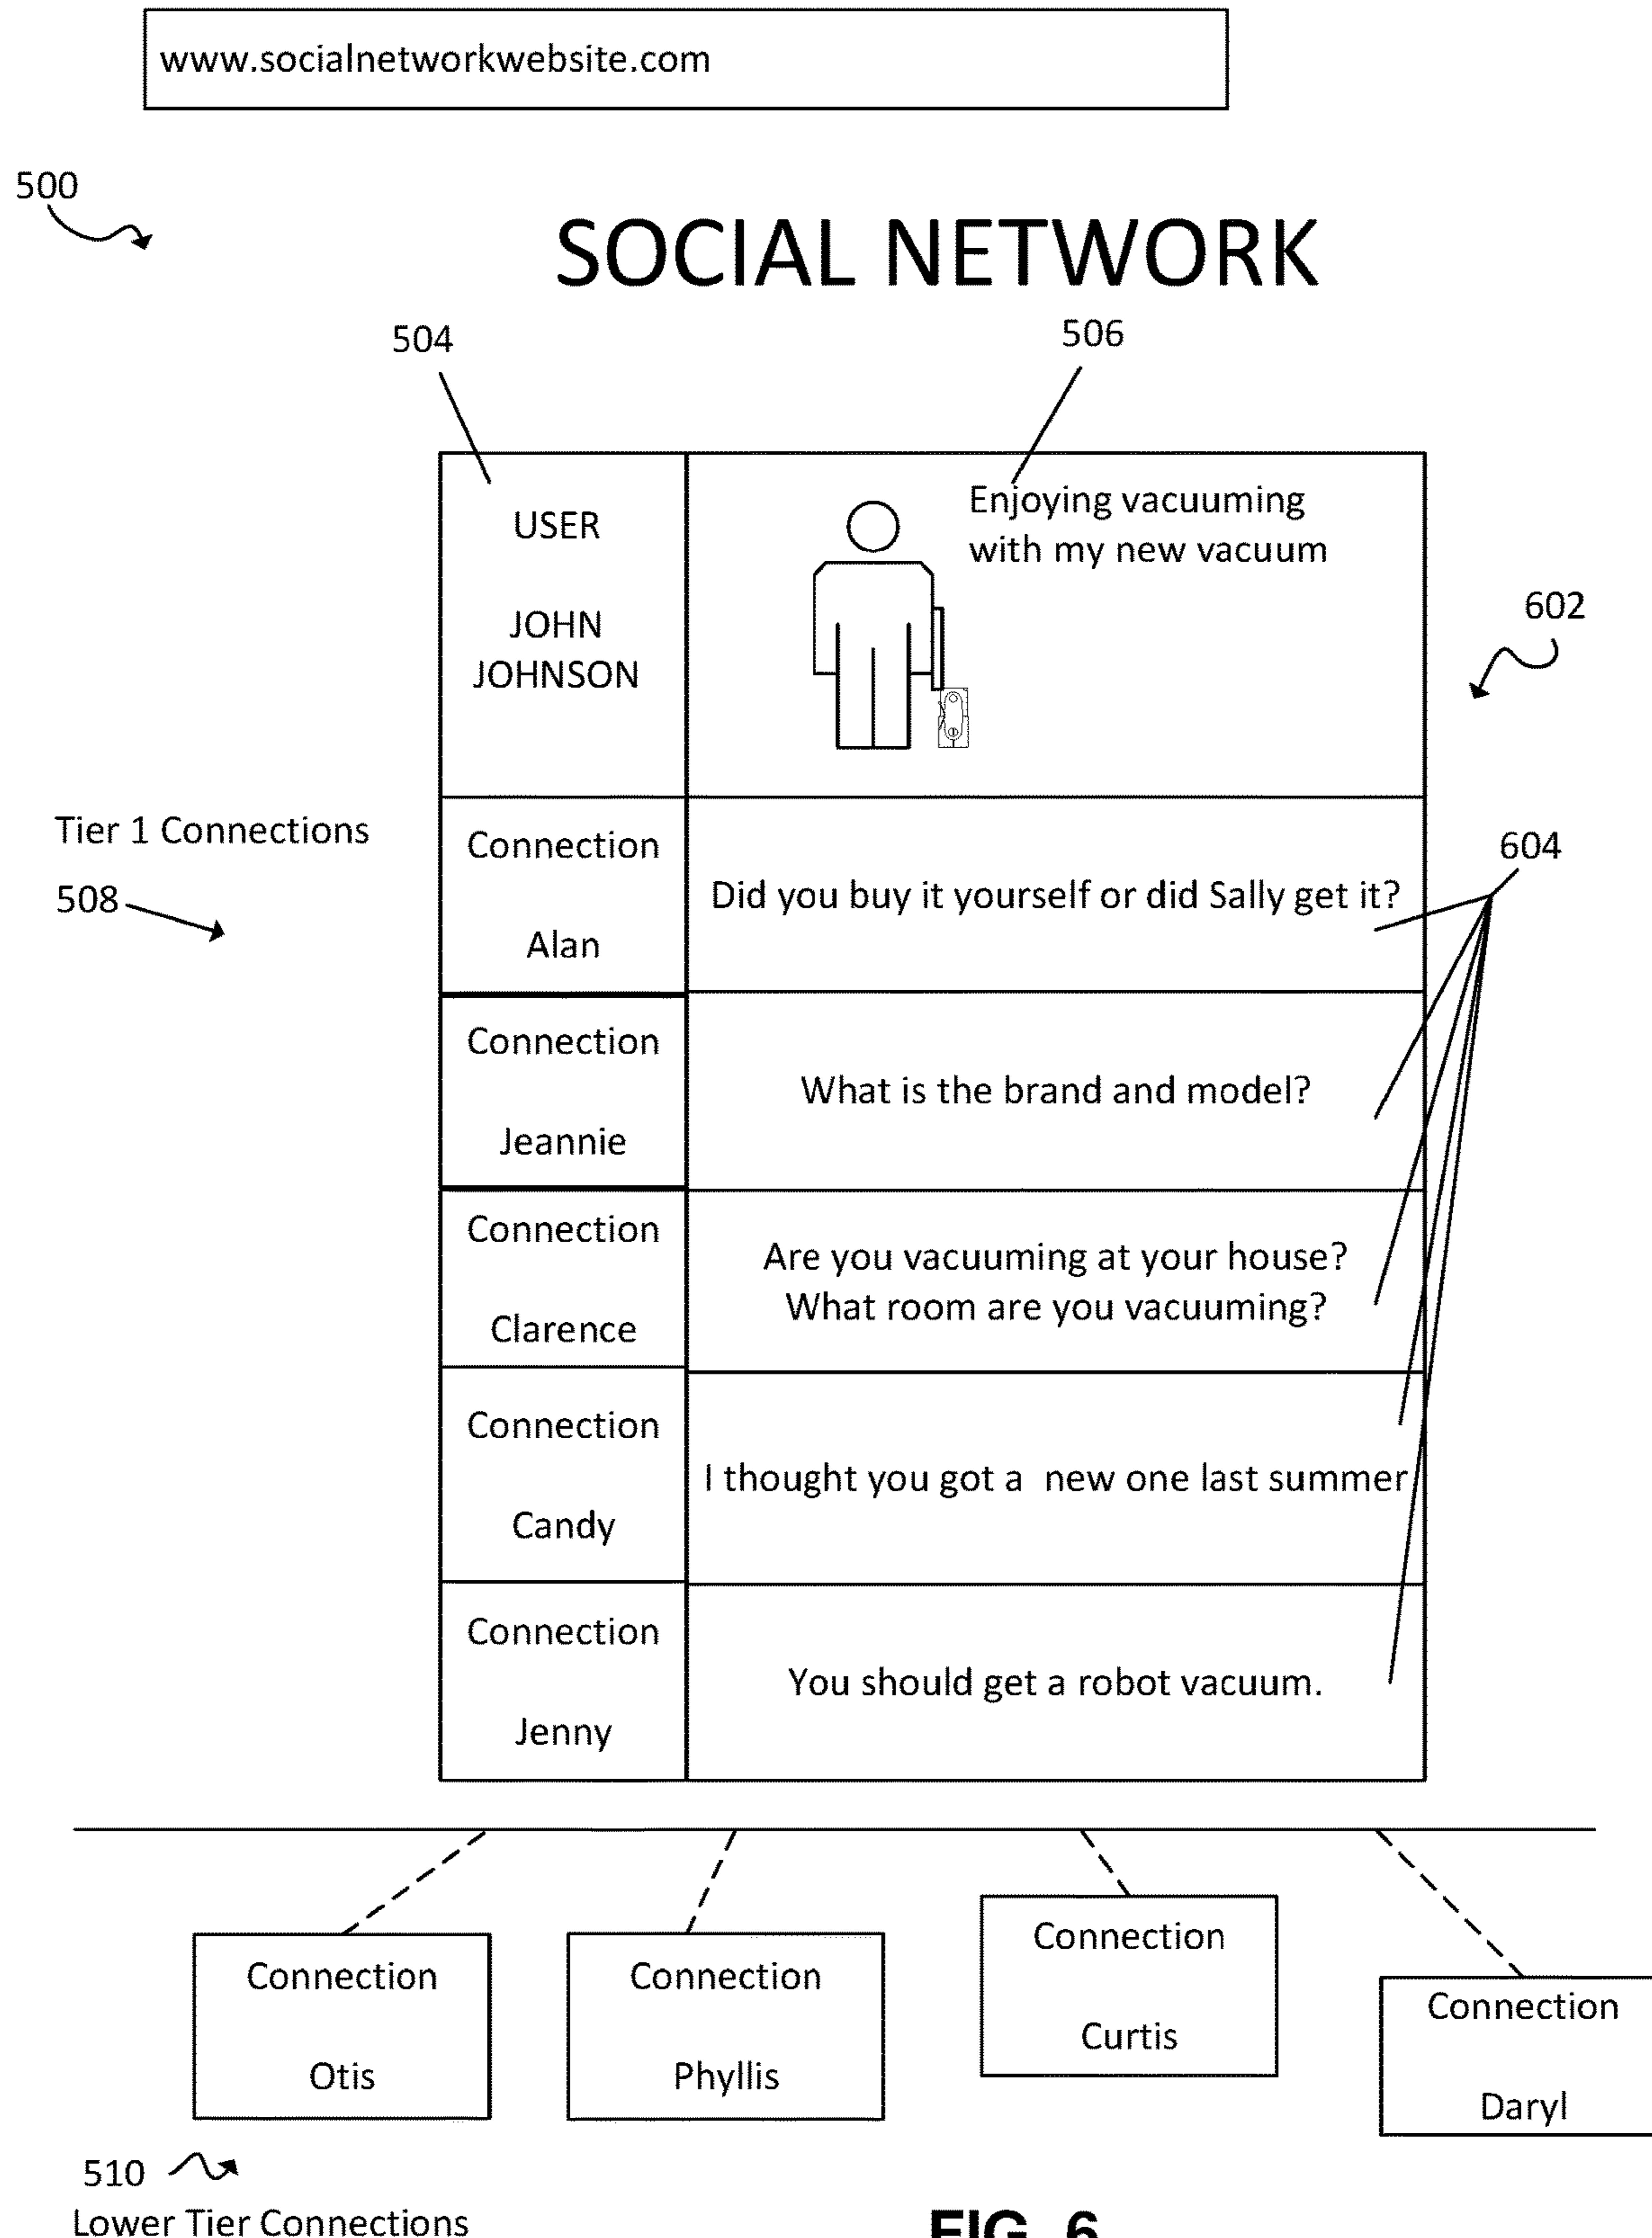 www.socialnetworkwebsite.com
500
SOCIAL NETWORK
504
506
USER
JOHN
JOHNSON
Enjoying vacuuming
with my new vacuum
602
Tier 1 Connections
508
604
Connection
Alan
Did you buy it yourself or did Sally get it?
Connection
Jeannie
What is the brand and model?
Connection
Clarence
Are you vacuuming at your house?
What room are you vacuuming?
Connection
Candy
I thought you got a  new one last summer
Connection
Jenny
You should get a robot vacuum.
Connection
Otis
Connection
Phyllis
Connection
Curtis
Connection
Daryl
510
Lower Tier Connections
FIG. 6